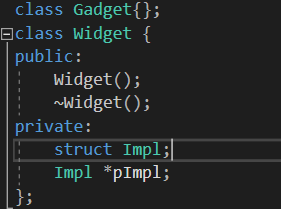 class Gadget{};
class Widget {
public:
    Widget();
    ~Widget();
private:
    struct Impl;
    Impl *pImpl;
};